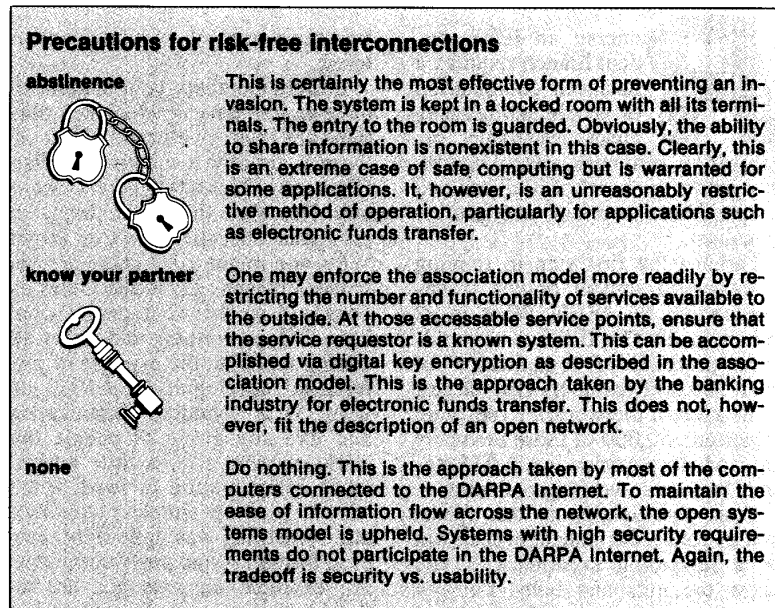 Precautions for risk-free interconnections
abstinence
This is certainly the most effective form of preventing an in-
vasion. The system is kept in a locked room with all its termi-
nals. The entry to the room is guarded. Obviously, the ability
to share information is nonexistent in this case. Clearly, this
is an extreme case of safe computing but is warranted for
some applications. It, however, is an unreasonably restric-
tive method of operation, particularly for applications such
as electronic funds transfer.
know your partner
One may enforce the association model more readily by re-
stricting the number and functionality of services available to
the outside. At those accessable service points, ensure that
the service requestor is a known system. This can be accom-
plished via digital key encryption as described in the asso-
ciation model. This is the approach taken by the banking
industry for electronic funds transfer. This does not, how-
ever, fit the description of an open network.
none
Do nothing. This is the approach taken by most of the com-
puters connected to the DARPA Internet. To maintain the
ease of information flow across the network, the open sys-
tems model is upheld. Systems with high security require-
ments do not participate in the DARPA Internet. Again, the
tradeoff is security vs. usability.